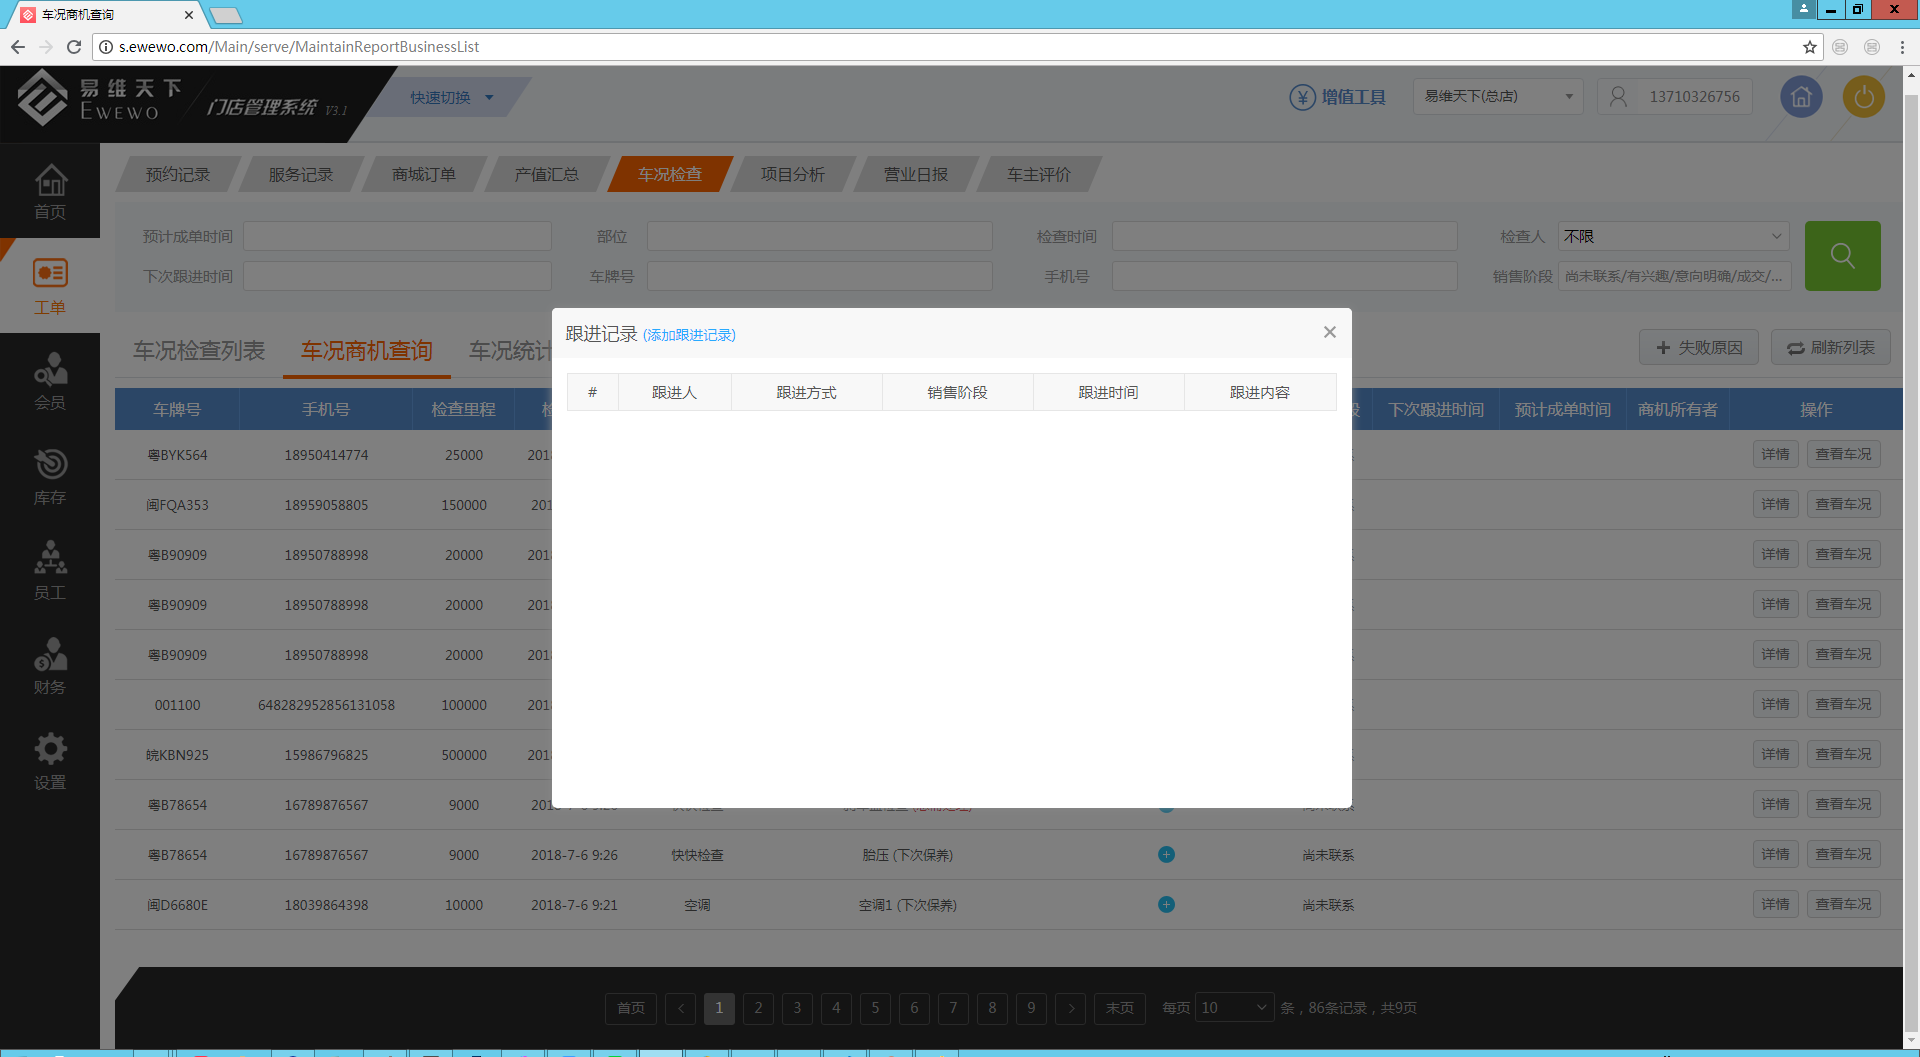 车况商机查询
s.ewewo.com/Main/serve/MaintainReportBusinessList
易维天下
EWEWO
门店管理系统 V3.1
快速切换
增值工具
易维天下(总店)
13710326756
首页
工单
会员
库存
员工
财务
设置
预约记录 服务记录 商城订单 产值汇总 车况检查 项目分析 营业日报 车主评价
预计成单时间 部位 检查时间 检查人 不限
下次跟进时间 车牌号 手机号 销售阶段 尚未联系/有兴趣/意向明确/成交/...
车况检查列表 车况商机查询 车况统计 失败原因 刷新列表
跟进记录 (添加跟进记录)
# 跟进人 跟进方式 销售阶段 跟进时间 跟进内容
车牌号 手机号 检查里程 下次跟进时间 预计成单时间 商机所有者 操作
粤BYK564 18950414774 25000 201 详情 查看车况
闽FQA353 18959058805 150000 201 详情 查看车况
粤B90909 18950788998 20000 201 详情 查看车况
粤B90909 18950788998 20000 201 详情 查看车况
粤B90909 18950788998 20000 201 详情 查看车况
001100 648282952856131058 100000 201 详情 查看车况
皖KBN925 15986796825 500000 201 详情 查看车况
粤B78654 16789876567 9000 详情 查看车况
粤B78654 16789876567 9000 2018-7-6 9:26 快快检查 胎压 (下次保养) 尚未联系 详情 查看车况
闽D6680E 18039864398 10000 2018-7-6 9:21 空调 空调1 (下次保养) 尚未联系 详情 查看车况
首页 < 1 2 3 4 5 6 7 8 9 > 末页 每页 10 条，86条记录，共9页